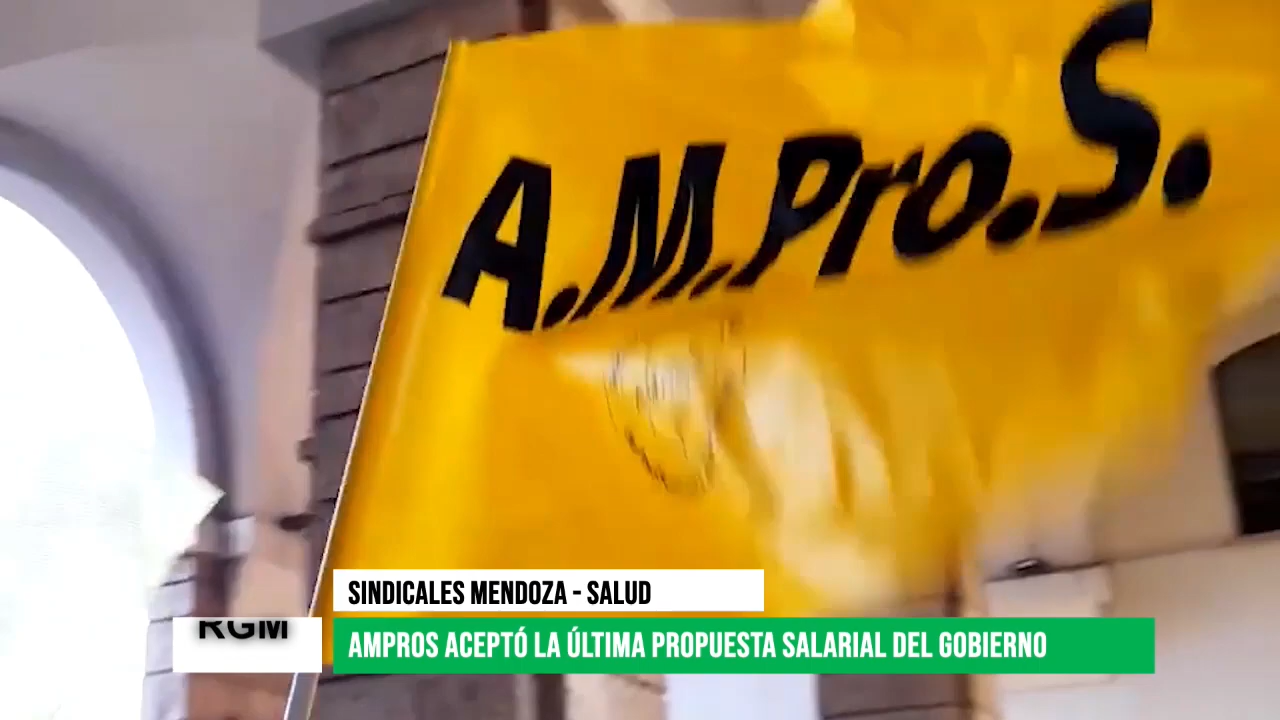 A.M.Pro.S.
SINDICALES MENDOZA - SALUD
RGM
AMPROS ACEPTÓ LA ÚLTIMA PROPUESTA SALARIAL DEL GOBIERNO